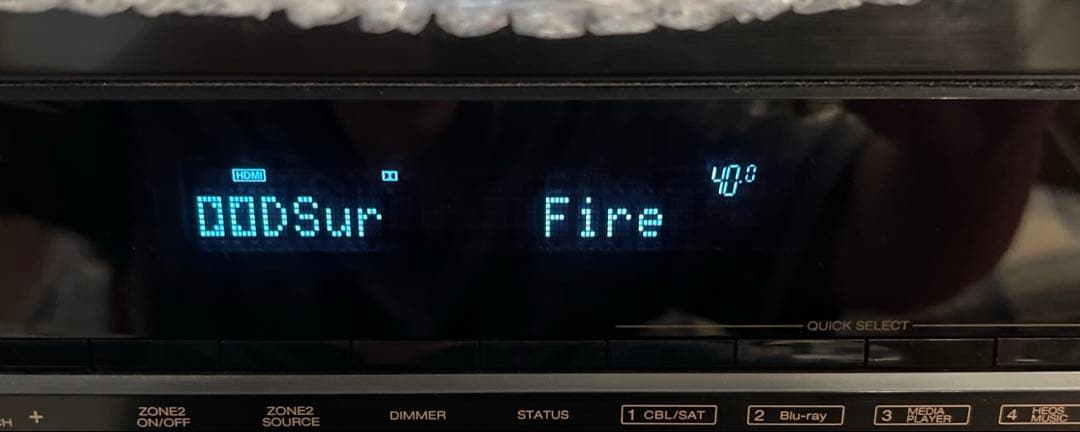 HDMI
40.0
DSur Fire
QUICK SELECT
H +
ZONE2 ON/OFF
ZONE2 SOURCE
DIMMER
STATUS
1 CBL/SAT
2 Blu-ray
3 MEDIA PLAYER
4 HEOS MUSIC